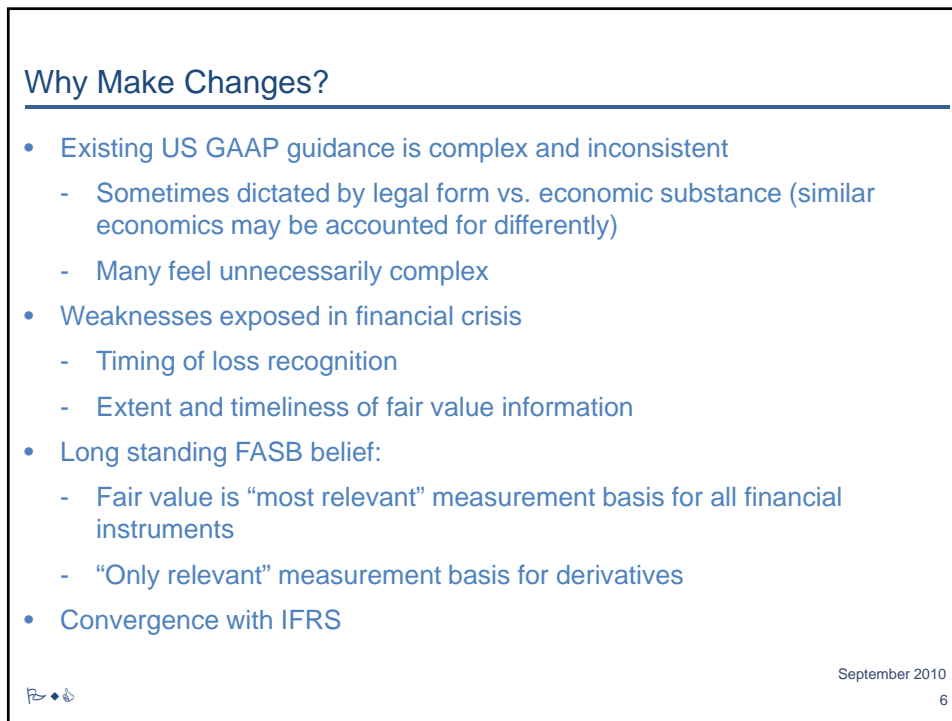 Why Make Changes?
• Existing US GAAP guidance is complex and inconsistent
- Sometimes dictated by legal form vs. economic substance (similar
economics may be accounted for differently)
- Many feel unnecessarily complex
• Weaknesses exposed in financial crisis
- Timing of loss recognition
- Extent and timeliness of fair value information
• Long standing FASB belief:
- Fair value is “most relevant” measurement basis for all financial
instruments
- “Only relevant” measurement basis for derivatives
• Convergence with IFRS
September 2010
6